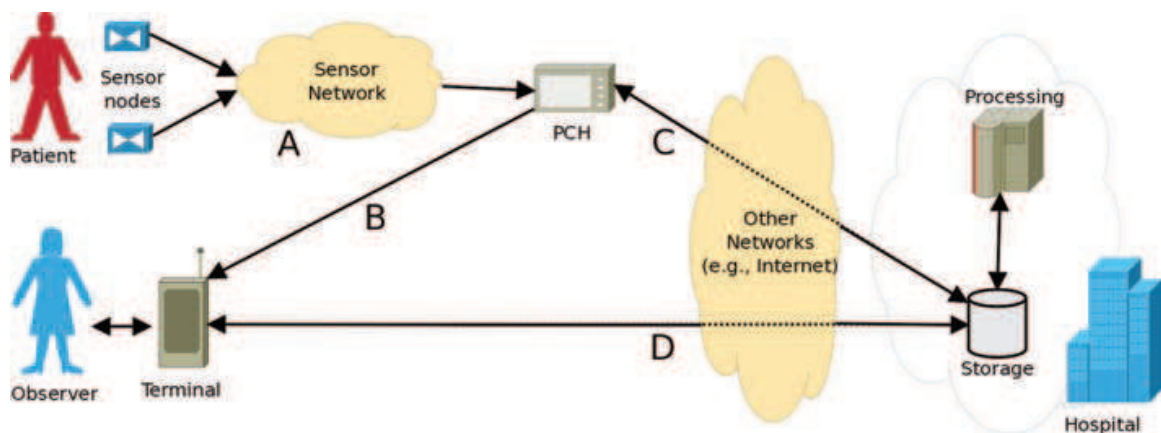 Patient
Sensor
nodes
Sensor
Network
A
PCH
B
C
Other
Networks
(e.g., Internet)
Processing
Observer
Terminal
D
Storage
Hospital